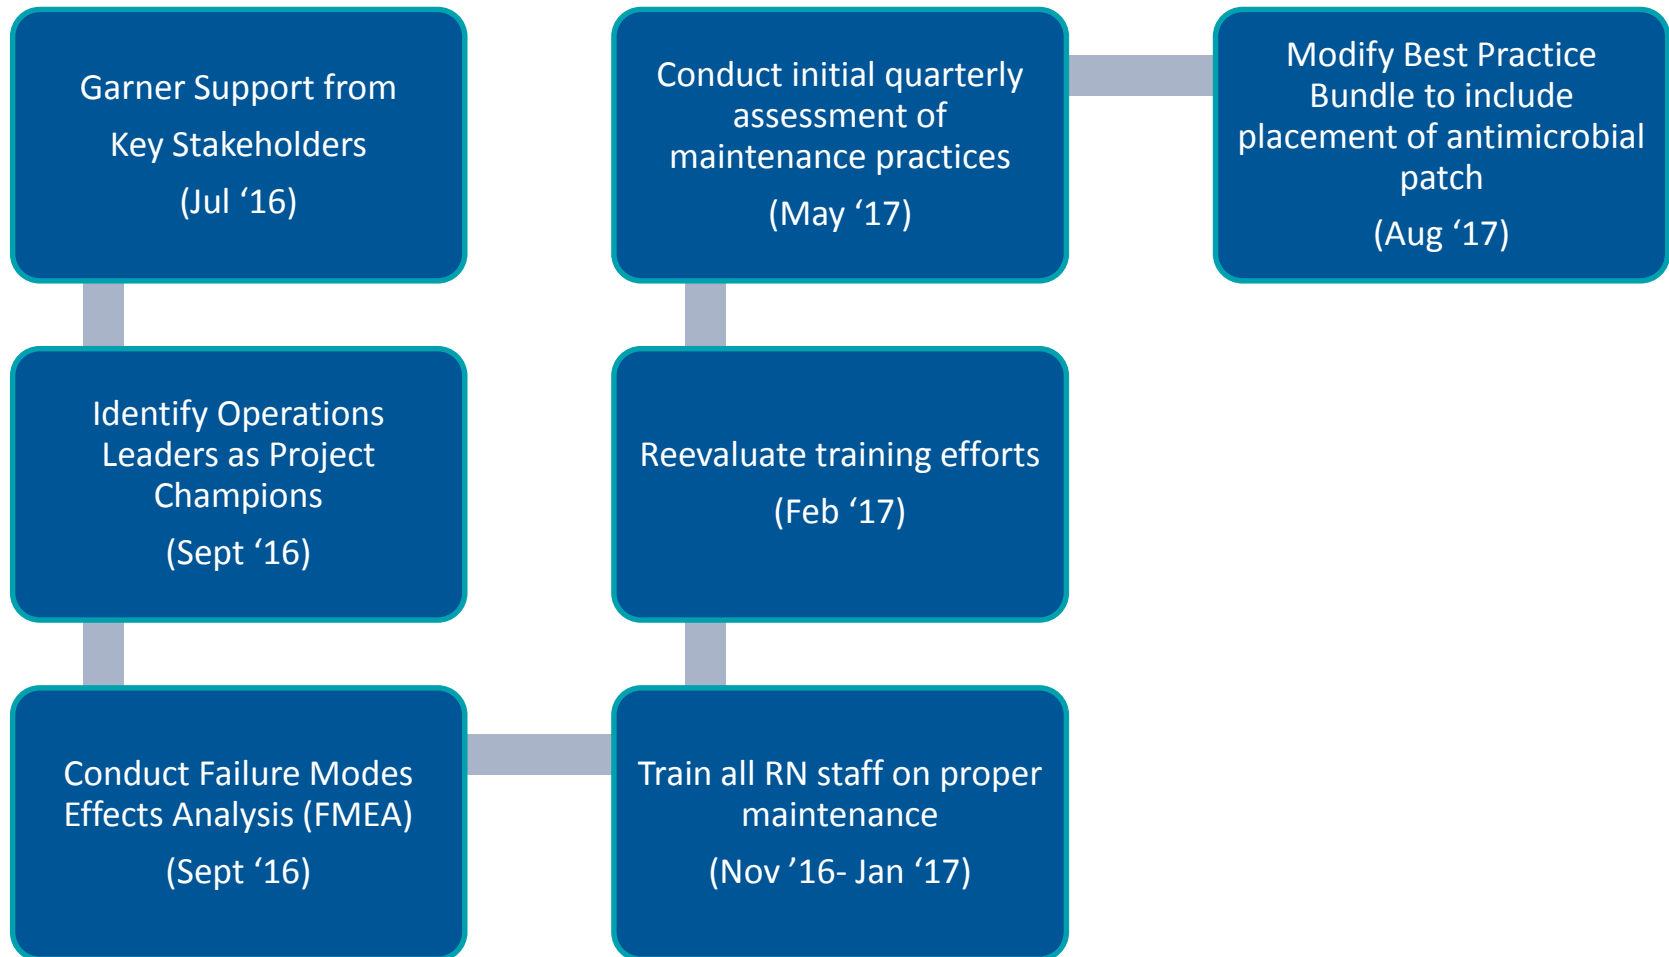 Garner Support from
Key Stakeholders
(Jul ‘16)
Identify Operations
Leaders as Project
Champions
(Sept ‘16)
Conduct Failure Modes
Effects Analysis (FMEA)
(Sept ‘16)
Train all RN staff on proper
maintenance
(Nov ’16- Jan ‘17)
Reevaluate training efforts
(Feb ‘17)
Conduct initial quarterly
assessment of
maintenance practices
(May ‘17)
Modify Best Practice
Bundle to include
placement of antimicrobial
patch
(Aug ‘17)